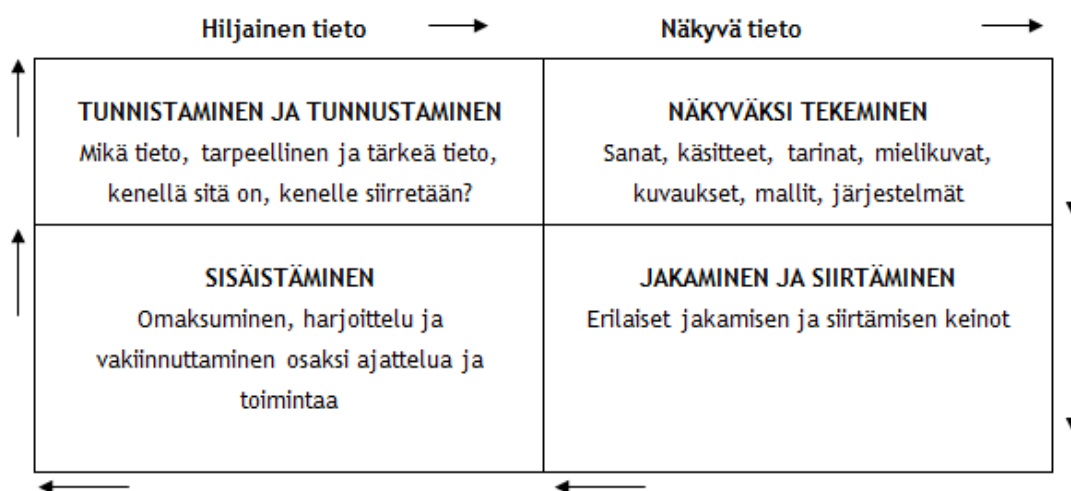 Hiljainen tieto
Näkyvä tieto
TUNNISTAMINEN JA TUNNUSTAMINEN
Mikä tieto, tarpeellinen ja tärkeä tieto,
kenellä sitä on, kenelle siirretään?
NÄKYVÄKSI TEKEMINEN
Sanat, käsitteet, tarinat, mielikuvat,
kuvaukset, mallit, järjestelmät
SISÄISTÄMINEN
Omaksuminen, harjoittelu ja
vakiinnuttaminen osaksi ajattelua ja
toimintaa
JAKAMINEN JA SIIRTÄMINEN
Erilaiset jakamisen ja siirtämisen keinot